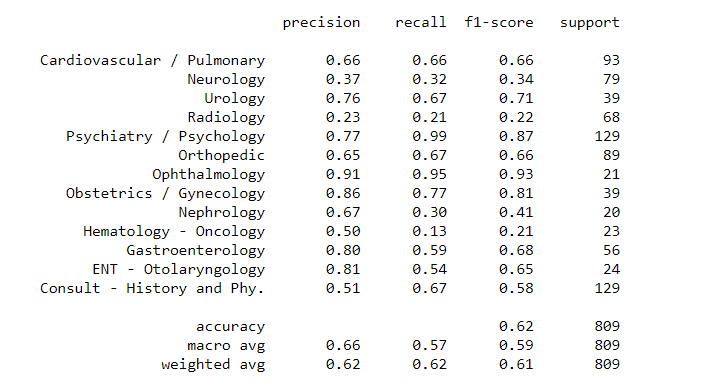 precision recall f1-score support
Cardiovascular / Pulmonary 0.66 0.66 0.66 93
Neurology 0.37 0.32 0.34 79
Urology 0.76 0.67 0.71 39
Radiology 0.23 0.21 0.22 68
Psychiatry / Psychology 0.77 0.99 0.87 129
Orthopedic 0.65 0.67 0.66 89
Ophthalmology 0.91 0.95 0.93 21
Obstetrics / Gynecology 0.86 0.77 0.81 39
Nephrology 0.67 0.30 0.41 20
Hematology - Oncology 0.50 0.13 0.21 23
Gastroenterology 0.80 0.59 0.68 56
ENT - Otolaryngology 0.81 0.54 0.65 24
Consult - History and Phy. 0.51 0.67 0.58 129
accuracy 0.62 809
macro avg 0.66 0.57 0.59 809
weighted avg 0.62 0.62 0.61 809